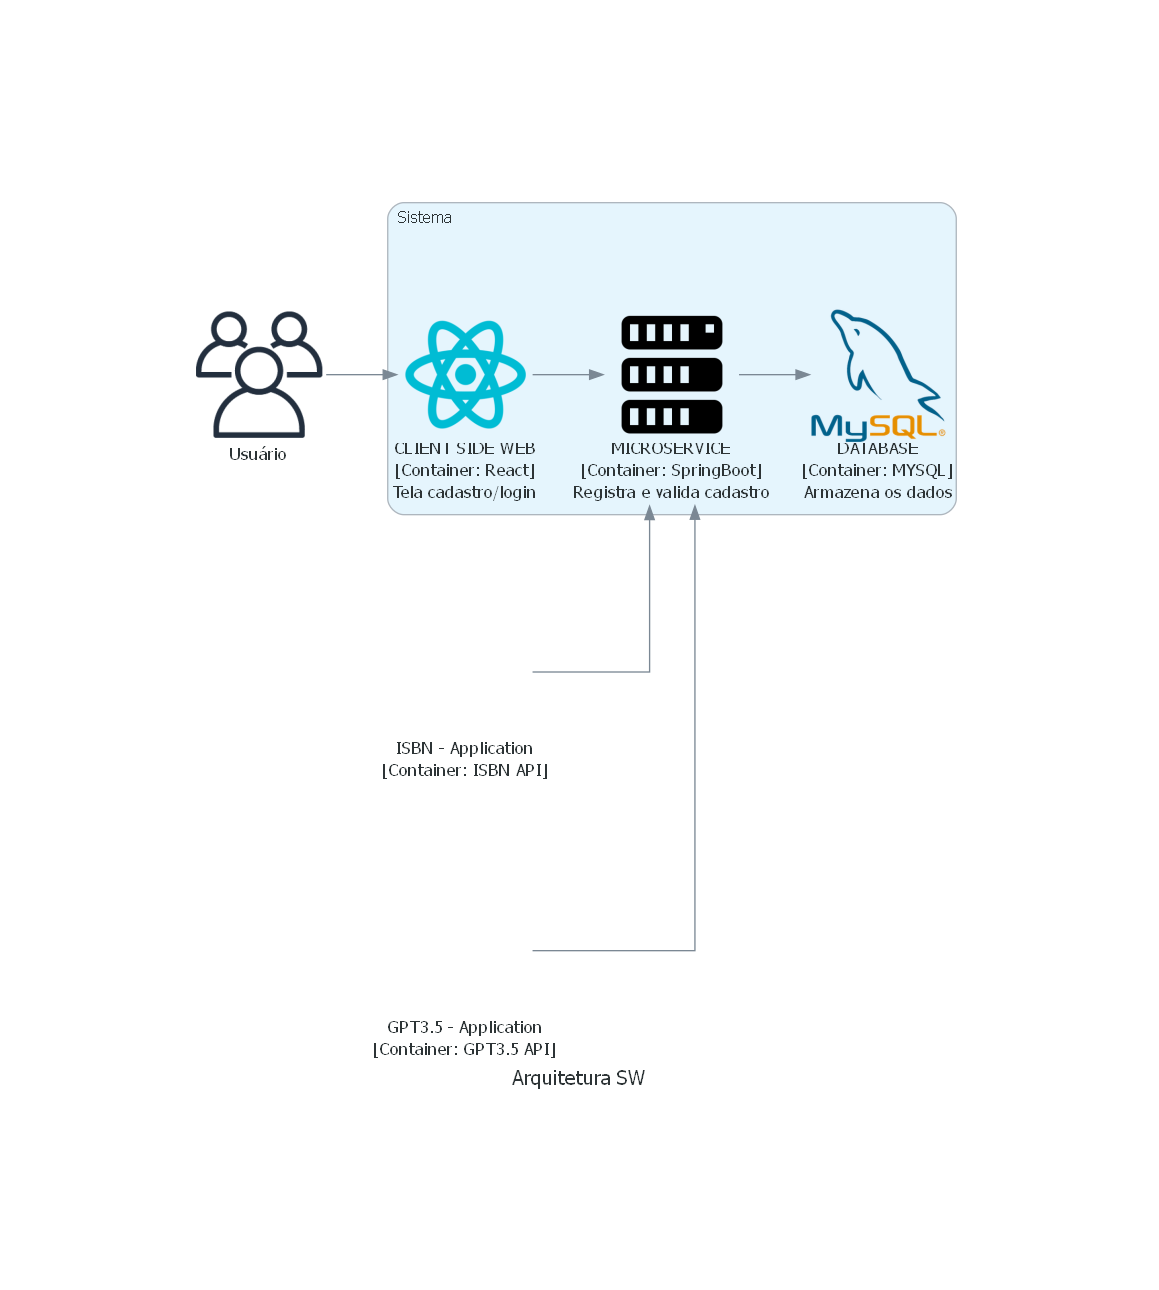 Sistema
Usuário
CLIENT SIDE WEB
[Container: React]
Tela cadastro/login
MICROSERVICE
[Container: SpringBoot]
Registra e valida cadastro
MySQL®
DATABASE
[Container: MYSQL]
Armazena os dados
ISBN - Application
[Container: ISBN API]
GPT3.5 - Application
[Container: GPT3.5 API]
Arquitetura SW